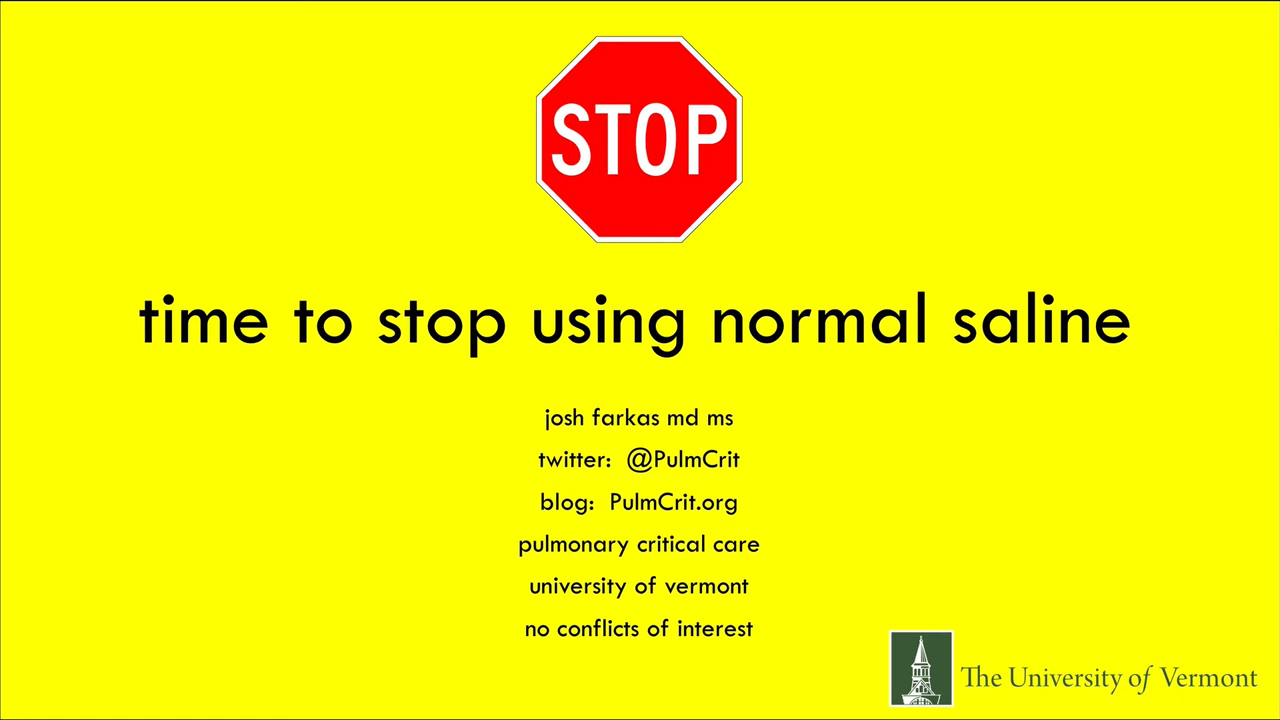 STOP
time to stop using normal saline
josh farkas md ms
twitter: @PulmCrit
blog: PulmCrit.org
pulmonary critical care
university of vermont
no conflicts of interest
The University of Vermont